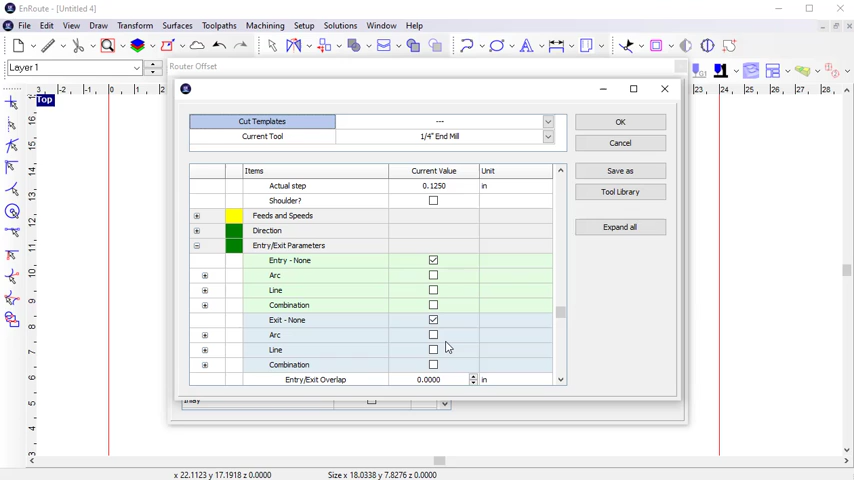 EnRoute - [Untitled 4]
File Edit View Draw Transform Surfaces Toolpaths Machining Setup Solutions Window Help
Layer 1
Router Offset
Top
Cut Templates ---
Current Tool 1/4" End Mill
OK
Cancel
Save as
Tool Library
Expand all
Items Current Value Unit
Actual step 0.1250 in
Shoulder?
Feeds and Speeds
Direction
Entry/Exit Parameters
Entry - None
Arc
Line
Combination
Exit - None
Arc
Line
Combination
Entry/Exit Overlap 0.0000 in
Inlay
x 22.1123 y 17.1918 z 0.0000 Size x 18.0338 y 7.8276 z 0.0000